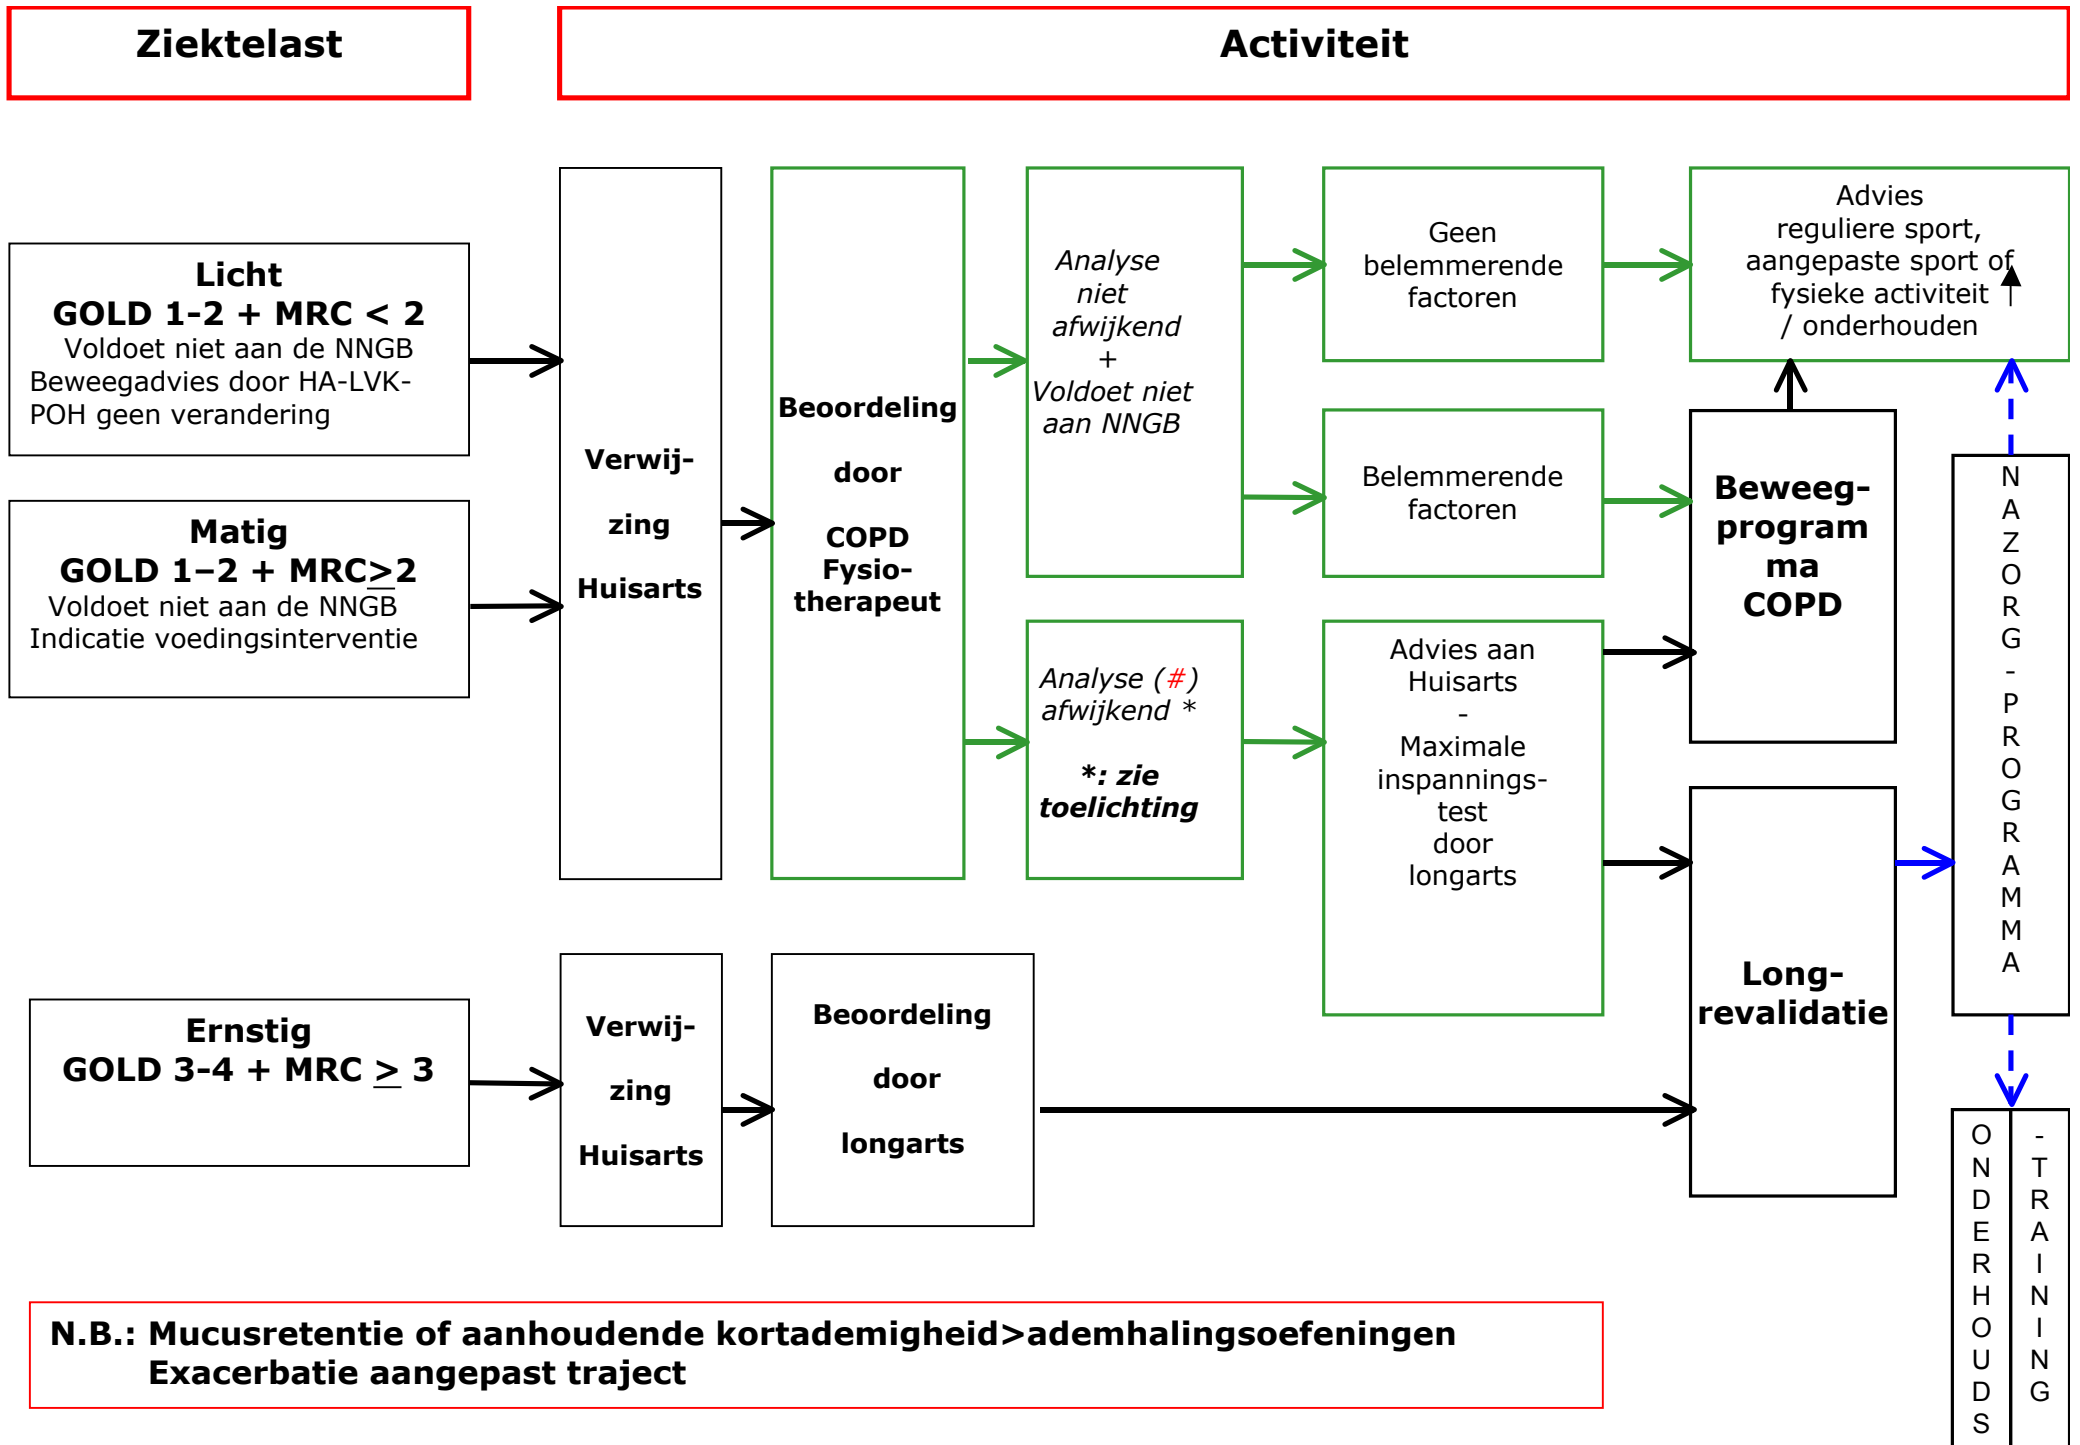 Ziektelast
Activiteit
Licht
GOLD 1-2 + MRC < 2
Voldoet niet aan de NNGB
Beweegadvies door HA-LVK-
POH geen verandering
Matig
GOLD 1–2 + MRC>2
Voldoet niet aan de NNGB
Indicatie voedingsinterventie
Verwij-
zing
Huisarts
Beoordeling
door
COPD
Fysio-
therapeut
Analyse
niet
afwijkend
+
Voldoet niet
aan NNGB
Analyse (#)
afwijkend *
*: zie
toelichting
Geen
belemmerende
factoren
Belemmerende
factoren
Advies aan
Huisarts
-
Maximale
inspannings-
test
door
longarts
Advies
reguliere sport,
aangepaste sport of
fysieke activiteit
/ onderhouden
Beweeg-
program
ma
COPD
Long-
revalidatie
NAZORG-PROGRAMMA
Ernstig
GOLD 3-4 + MRC > 3
Verwij-
zing
Huisarts
Beoordeling
door
longarts
ONDERHOUDS
-TRAINING
N.B.: Mucusretentie of aanhoudende kortademigheid>ademhalingsoefeningen
Exacerbatie aangepast traject